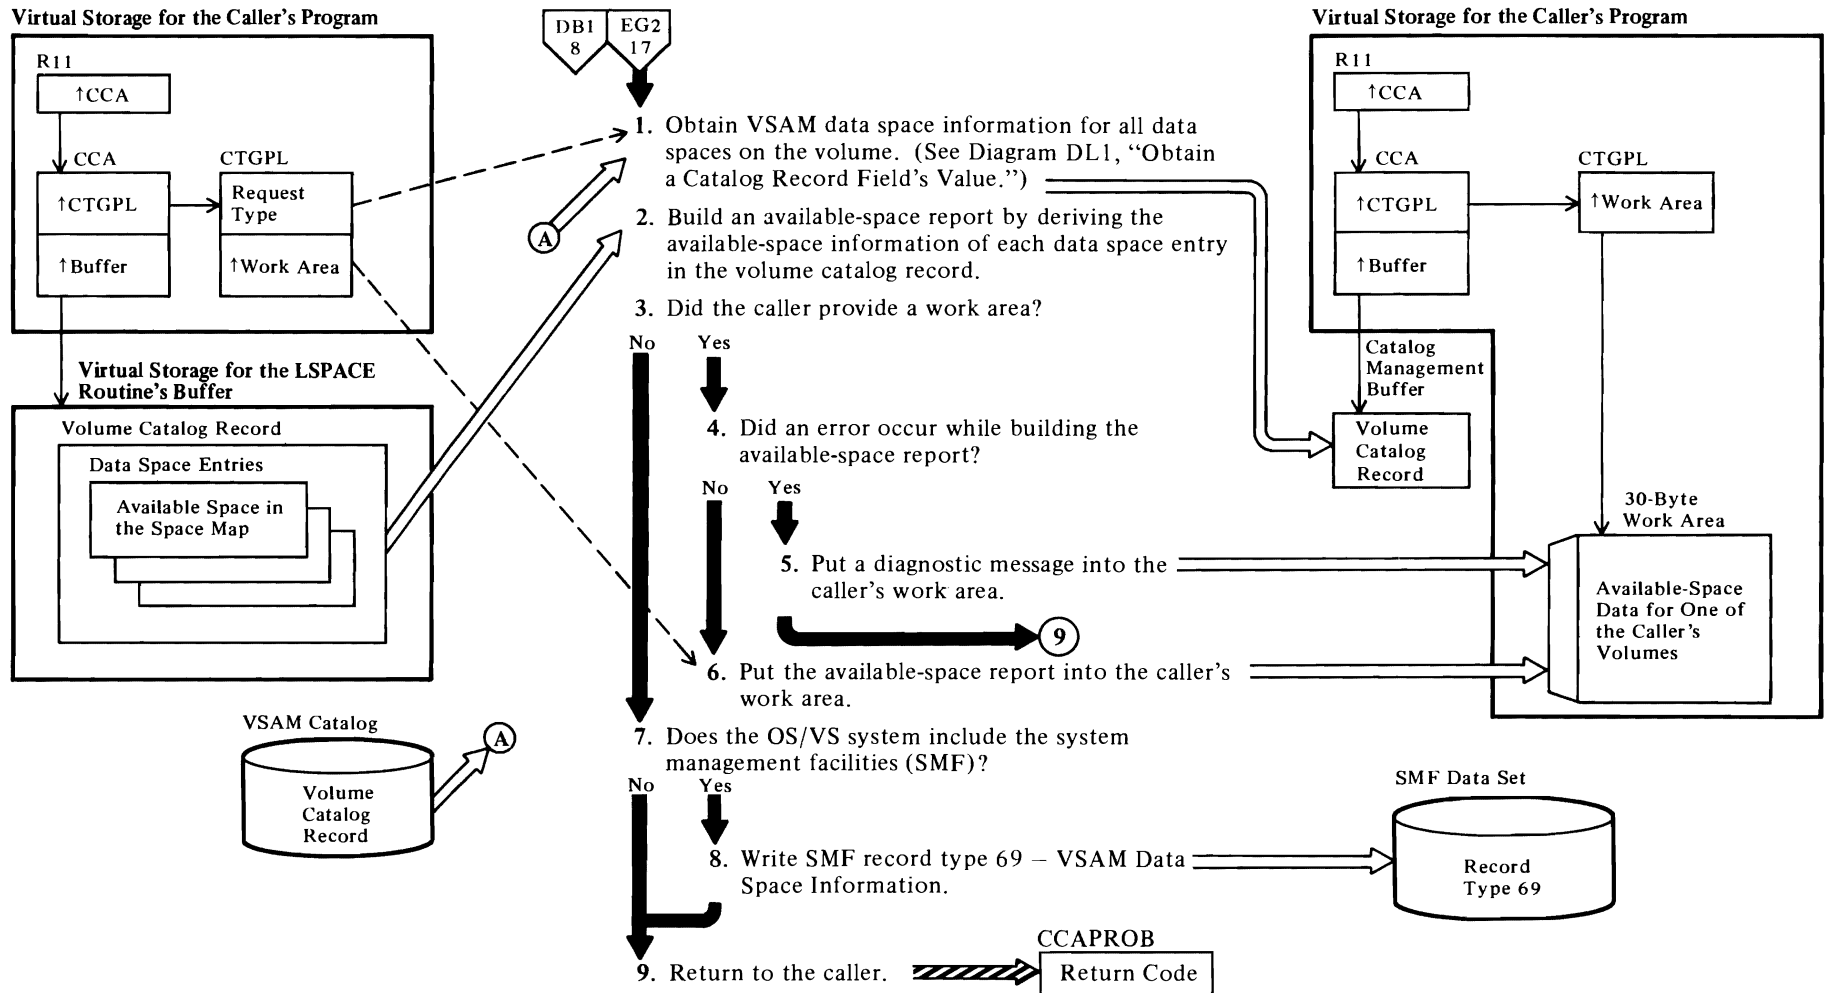 Virtual Storage for the Caller's Program
R11
↑CCA
CCA
↑CTGPL
↑Buffer
CTGPL
Request
Type
↑Work Area
Virtual Storage for the LSPACE
Routine's Buffer
Volume Catalog Record
Data Space Entries
Available Space in
the Space Map
VSAM Catalog
Volume
Catalog
Record
A
DB1
8
EG2
17
1. Obtain VSAM data space information for all data
spaces on the volume. (See Diagram DL1, “Obtain
a Catalog Record Field's Value.”)
A
2. Build an available-space report by deriving the
available-space information of each data space entry
in the volume catalog record.
3. Did the caller provide a work area?
No Yes
4. Did an error occur while building the
available-space report?
No Yes
5. Put a diagnostic message into the
caller's work area.
9
6. Put the available-space report into the caller's
work area.
7. Does the OS/VS system include the system
management facilities (SMF)?
No Yes
8. Write SMF record type 69 – VSAM Data
Space Information.
9. Return to the caller.
CCAPROB
Return Code
Virtual Storage for the Caller's Program
R11
↑CCA
CCA
↑CTGPL
↑Buffer
CTGPL
↑Work Area
Catalog
Management
Buffer
Volume
Catalog
Record
30-Byte
Work Area
Available-Space
Data for One of
the Caller's
Volumes
SMF Data Set
Record
Type 69